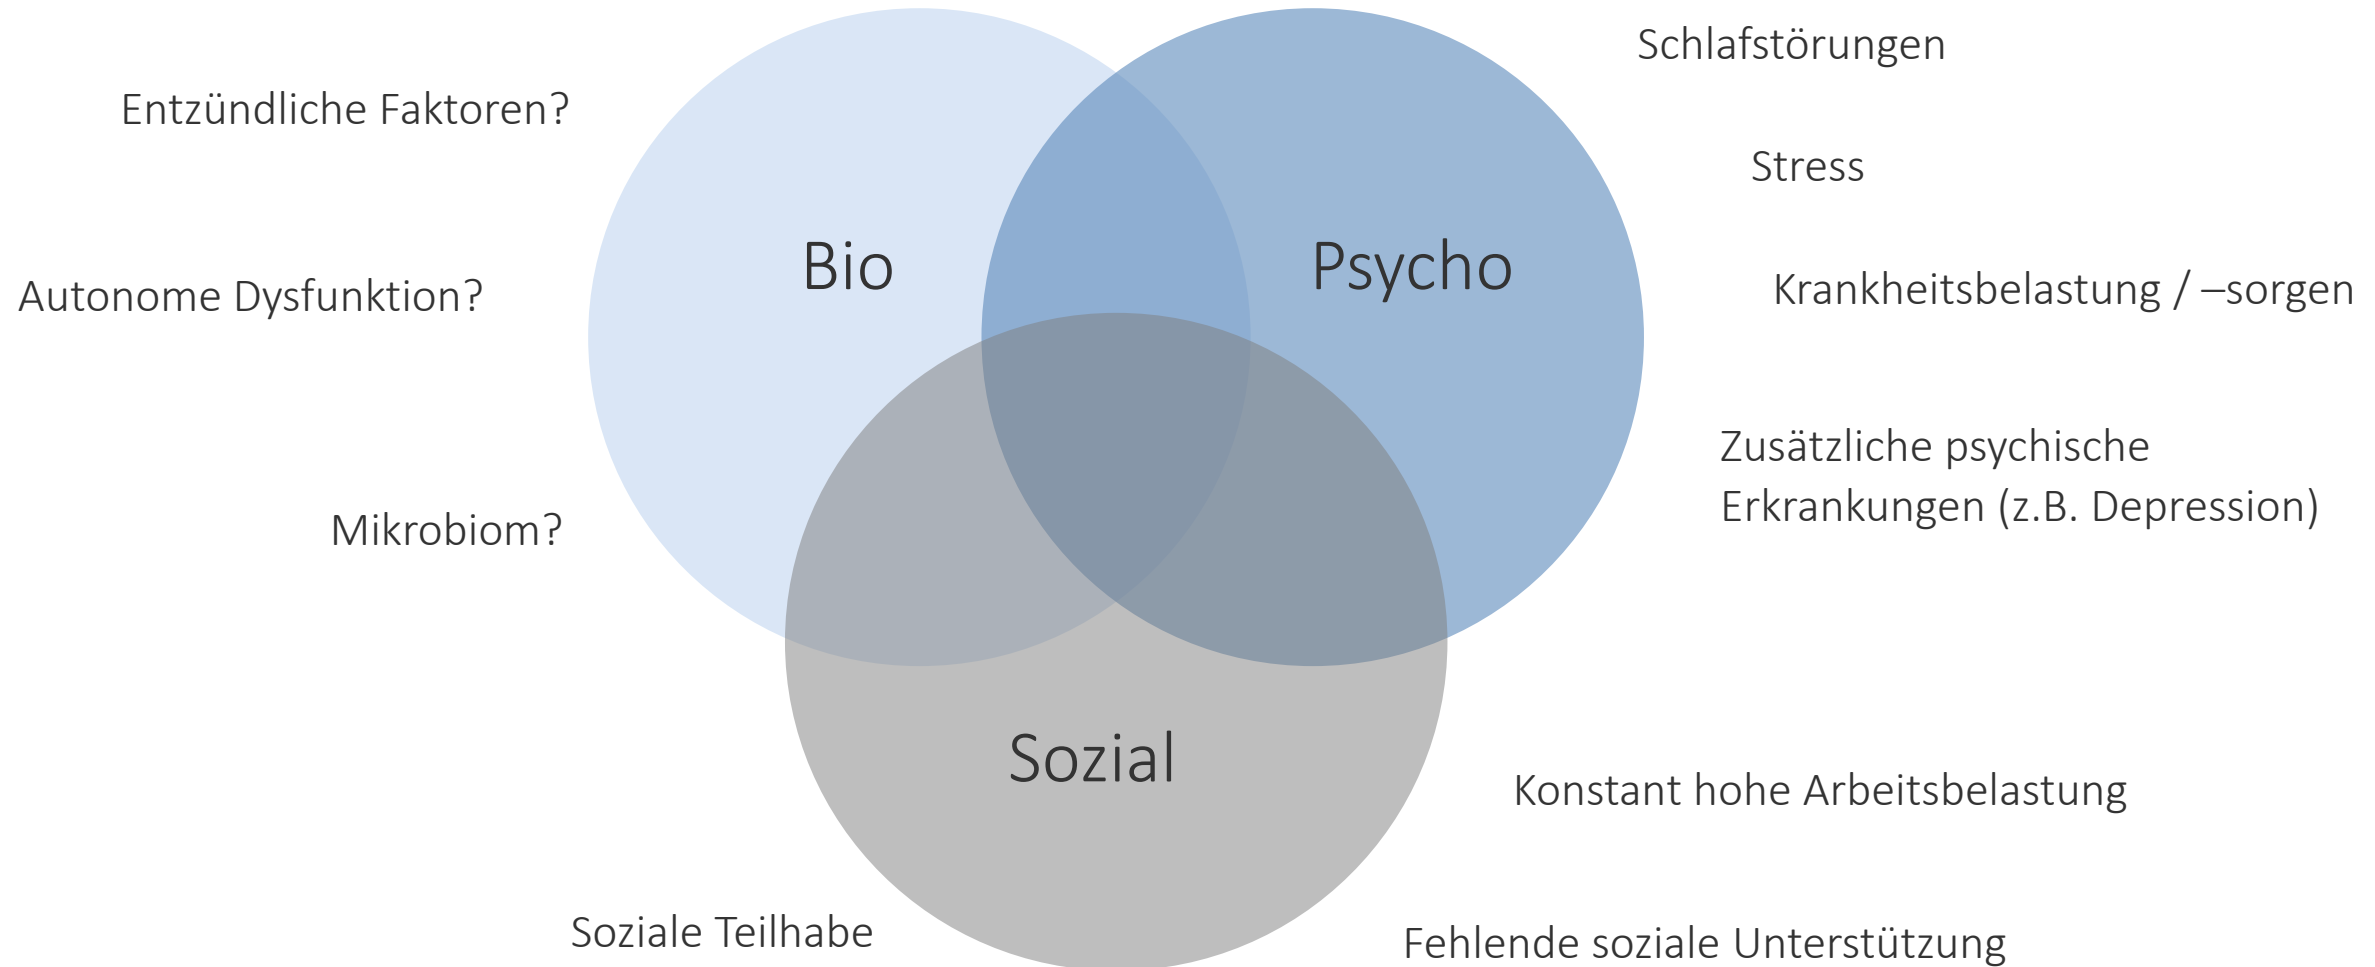 Schlafstörungen
Entzündliche Faktoren?
Stress
Bio
Psycho
Autonome Dysfunktion?
Krankheitsbelastung / –sorgen
Zusätzliche psychische
Erkrankungen (z.B. Depression)
Mikrobiom?
Sozial
Konstant hohe Arbeitsbelastung
Soziale Teilhabe
Fehlende soziale Unterstützung